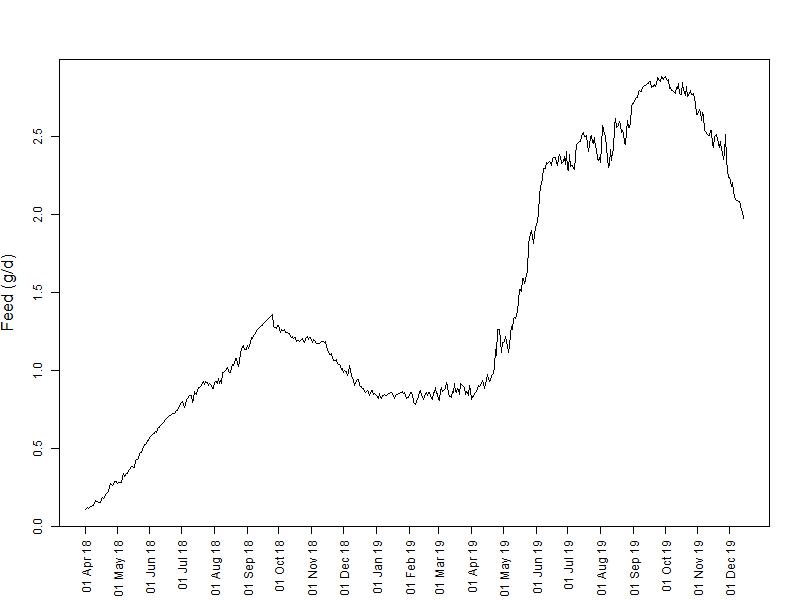 Feed (g/d)
2.5
2.0
1.5
1.0
0.5
0.0
01 Apr 18
01 May 18
01 Jun 18
01 Jul 18
01 Aug 18
01 Sep 18
01 Oct 18
01 Nov 18
01 Dec 18
01 Jan 19
01 Feb 19
01 Mar 19
01 Apr 19
01 May 19
01 Jun 19
01 Jul 19
01 Aug 19
01 Sep 19
01 Oct 19
01 Nov 19
01 Dec 19